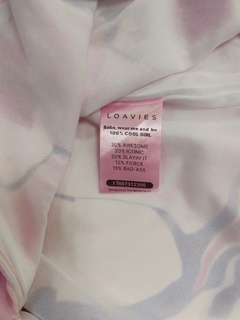 LOAVIES
Babe, wear me and be
100% COOL GIRL
30% AWESOME
20% ICONIC
20% SLAYIN' IT
15% FIERCE
15% BAD-ASS